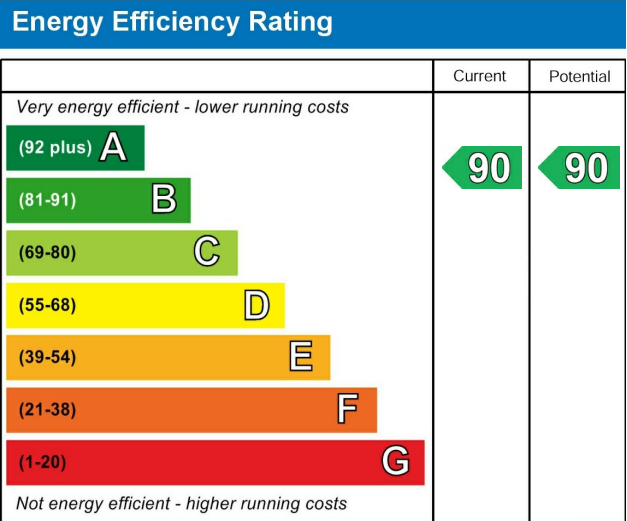 Energy Efficiency Rating
Current Potential
Very energy efficient - lower running costs
(92 plus) A
90 90
(81-91) B
(69-80) C
(55-68) D
(39-54) E
(21-38) F
(1-20) G
Not energy efficient - higher running costs